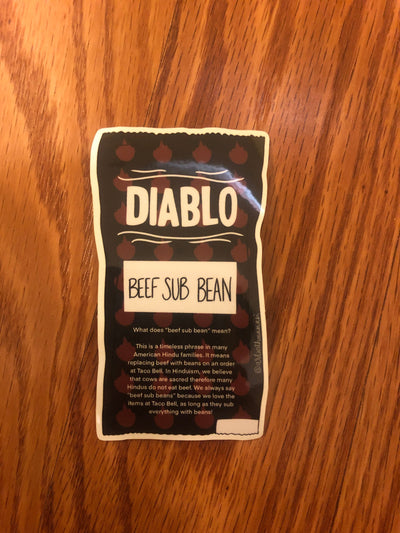 DIABLO
BEEF SUB BEAN
What does "beef sub bean" mean?
This is a timeless phrase in many
American Hindu families. It means
replacing beef with beans on an order
at Taco Bell. In Hinduism, we believe
that cows are sacred therefore many
Hindus do not eat beef. We always say
"beef sub beans" because we love the
items at Taco Bell, as long as they sub
everything with beans!